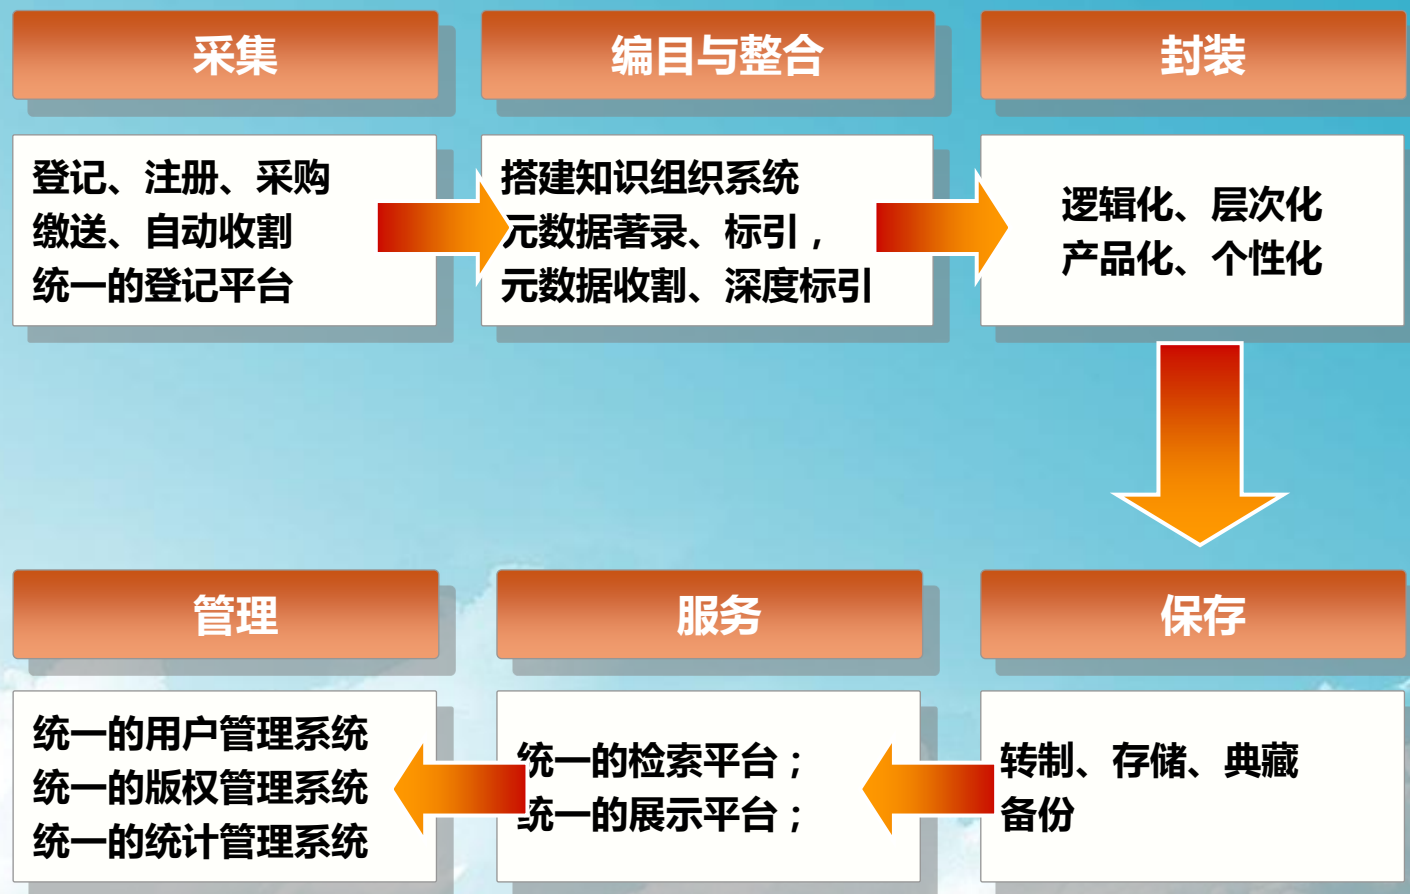 采集
登记、注册、采购
缴送、自动收割
统一的登记平台
编目与整合
搭建知识组织系统
元数据著录、标引，
元数据收割、深度标引
封装
逻辑化、层次化
产品化、个性化
保存
转制、存储、典藏
备份
服务
统一的检索平台；
统一的展示平台；
管理
统一的用户管理系统
统一的版权管理系统
统一的统计管理系统